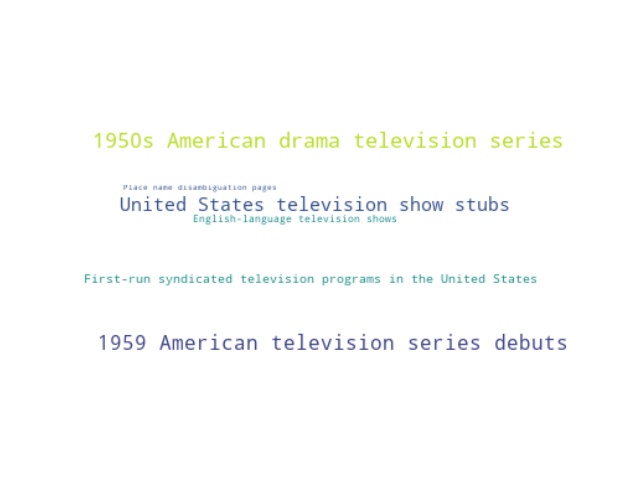 1950s American drama television series
Place name disambiguation pages
United States television show stubs
English-language television shows
First-run syndicated television programs in the United States
1959 American television series debuts